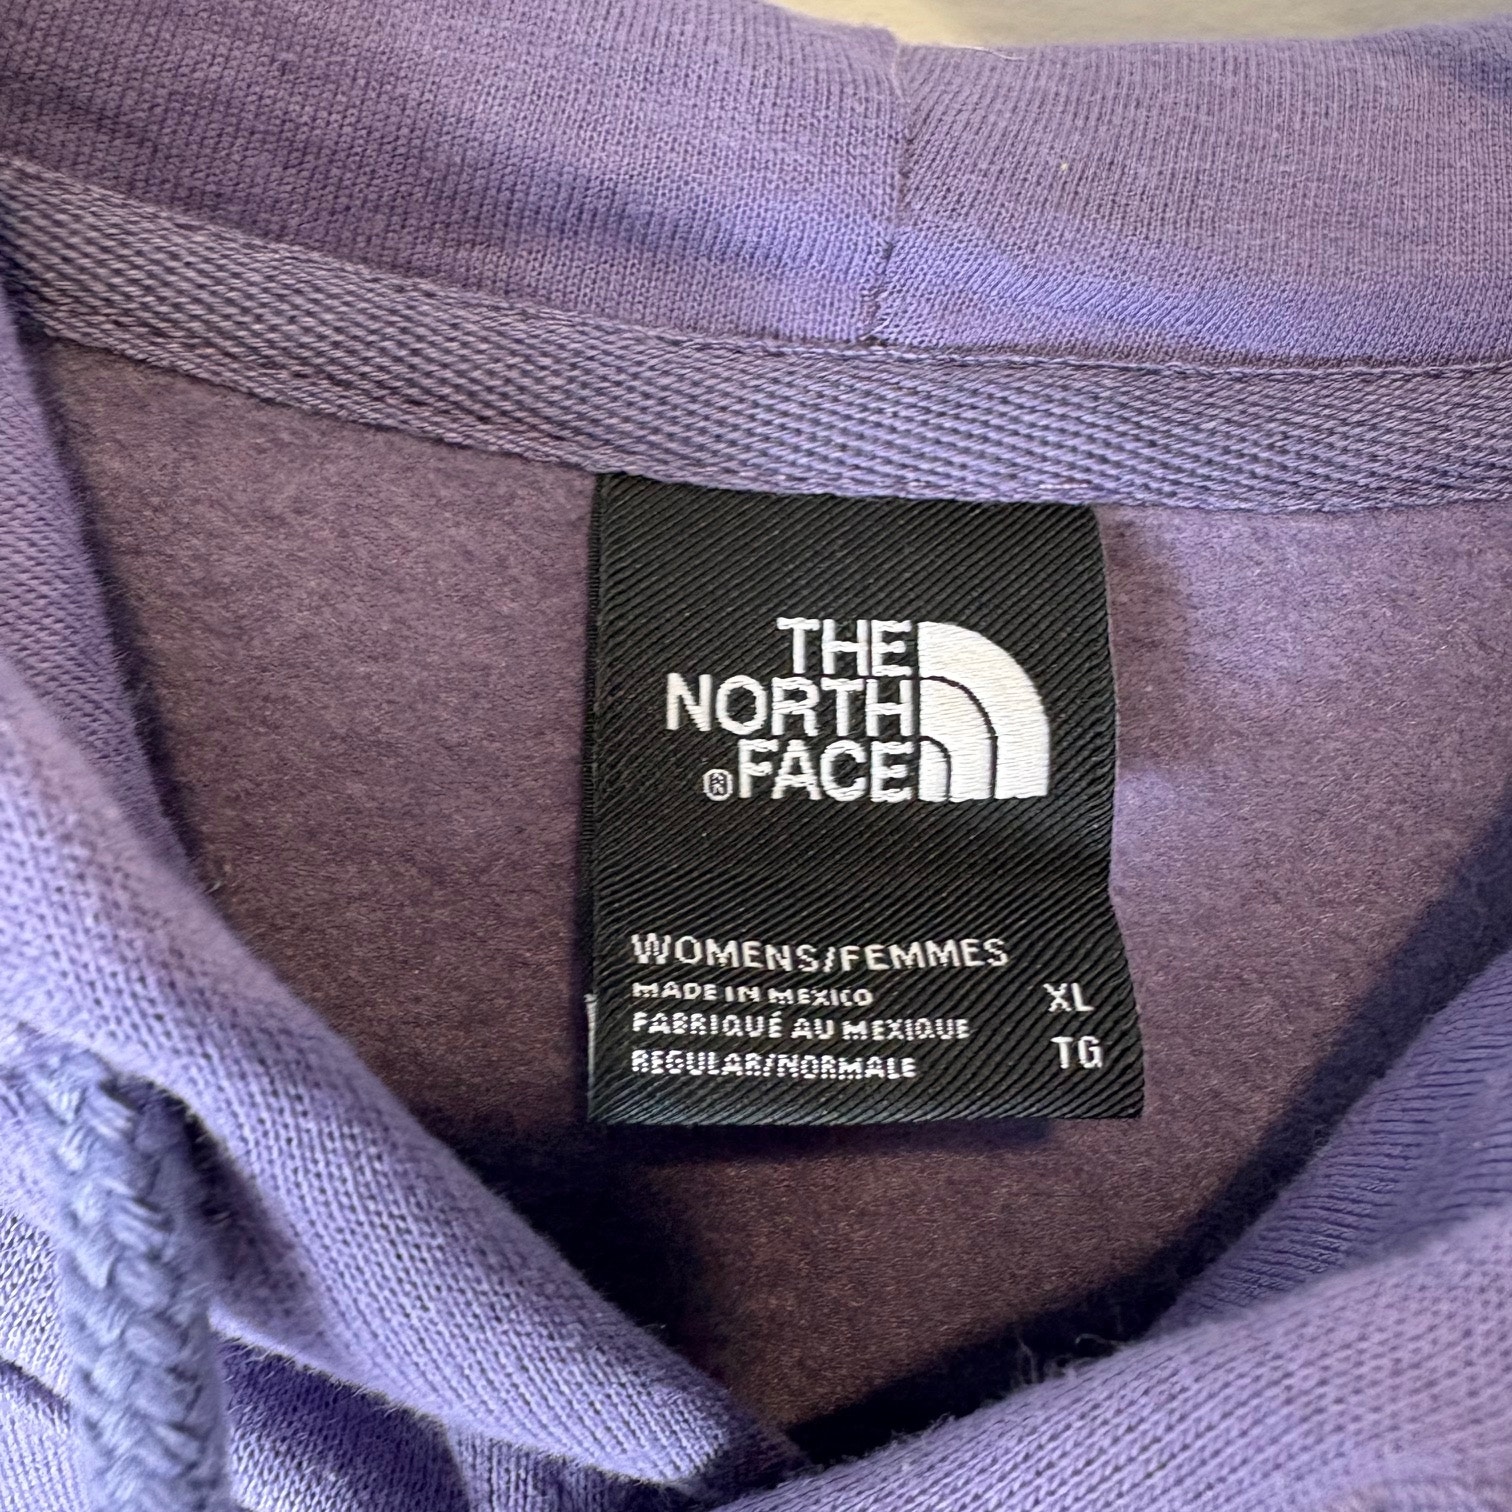 THE
NORTH
FACE®
WOMENS/FEMMES
MADE IN MEXICO
FABRIQUÉ AU MEXIQUE
REGULAR/NORMALE
XL
TG